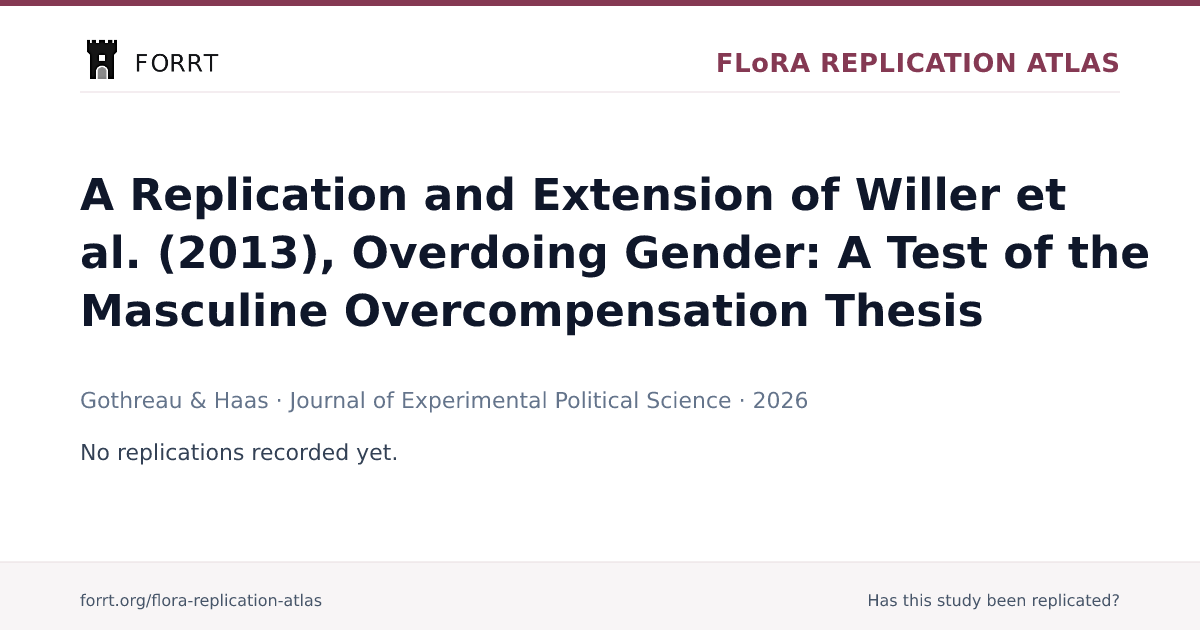 FORRT
FLoRA REPLICATION ATLAS
A Replication and Extension of Willer et
al. (2013), Overdoing Gender: A Test of the
Masculine Overcompensation Thesis
Gothreau & Haas · Journal of Experimental Political Science · 2026
No replications recorded yet.
forrt.org/flora-replication-atlas
Has this study been replicated?